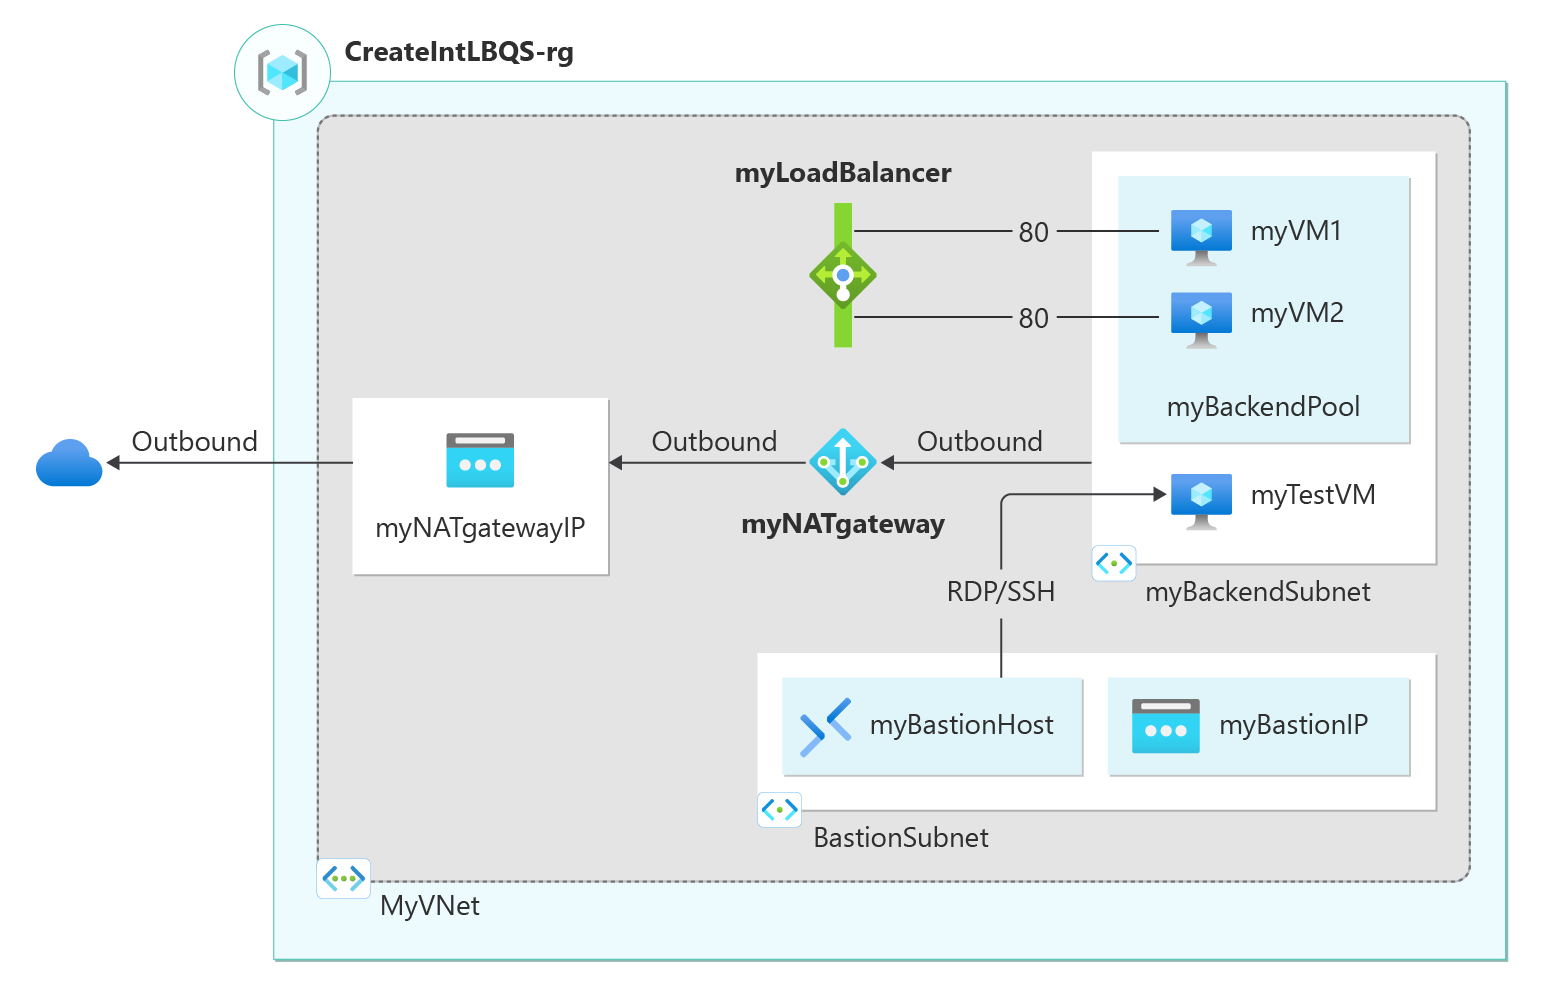 CreateIntLBQS-rg
myLoadBalancer
80
myVM1
80
myVM2
myBackendPool
Outbound
Outbound
Outbound
myTestVM
myNATgatewayIP
myNATgateway
RDP/SSH
myBackendSubnet
myBastionHost
myBastionIP
BastionSubnet
MyVNet